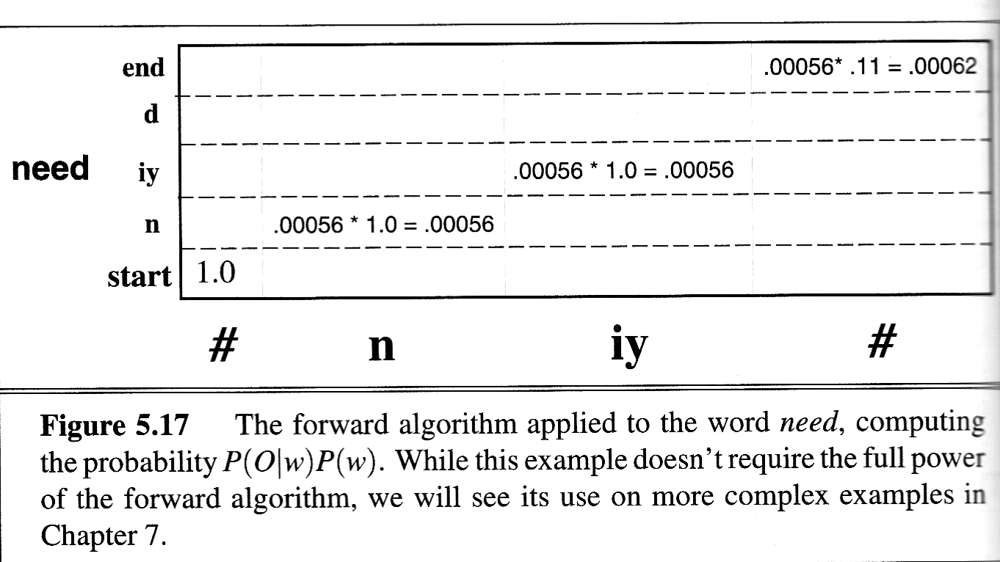 end .00056* .11 = .00062
d
need iy .00056 * 1.0 = .00056
n .00056 * 1.0 = .00056
start 1.0
# n iy #
Figure 5.17 The forward algorithm applied to the word need, computing
the probability P(O|w)P(w). While this example doesn't require the full power
of the forward algorithm, we will see its use on more complex examples in
Chapter 7.